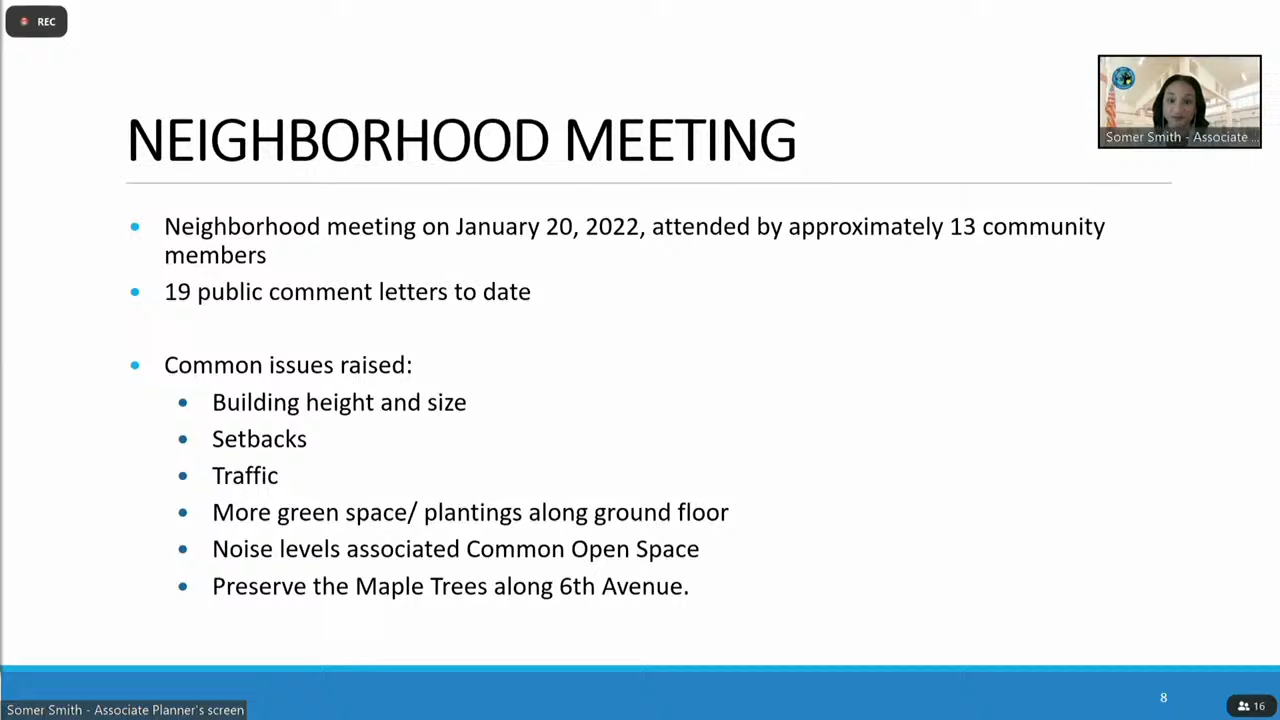 REC
Somer Smith - Associate ...
NEIGHBORHOOD MEETING
• Neighborhood meeting on January 20, 2022, attended by approximately 13 community
members
• 19 public comment letters to date
• Common issues raised:
• Building height and size
• Setbacks
• Traffic
• More green space/ plantings along ground floor
• Noise levels associated Common Open Space
• Preserve the Maple Trees along 6th Avenue.
8
Somer Smith - Associate Planner's screen
16